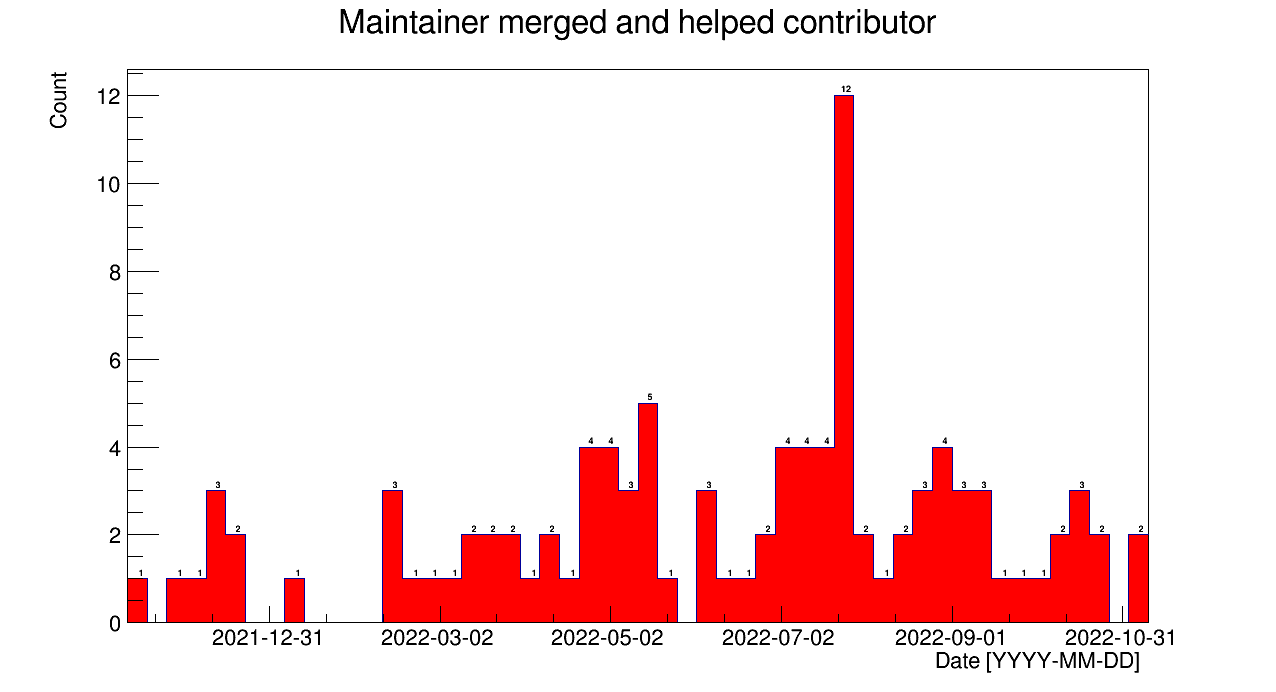 Maintainer merged and helped contributor
Count
12
10
8
6
4
2
0
1 1 1 3 2 1 3 1 1 1 2 2 2 1 2 1 4 4 3 5 1 3 1 1 2 4 4 4 12 2 1 2 3 4 3 3 1 1 1 2 3 2 2
2021-12-31 2022-03-02 2022-05-02 2022-07-02 2022-09-01 2022-10-31
Date [YYYY-MM-DD]